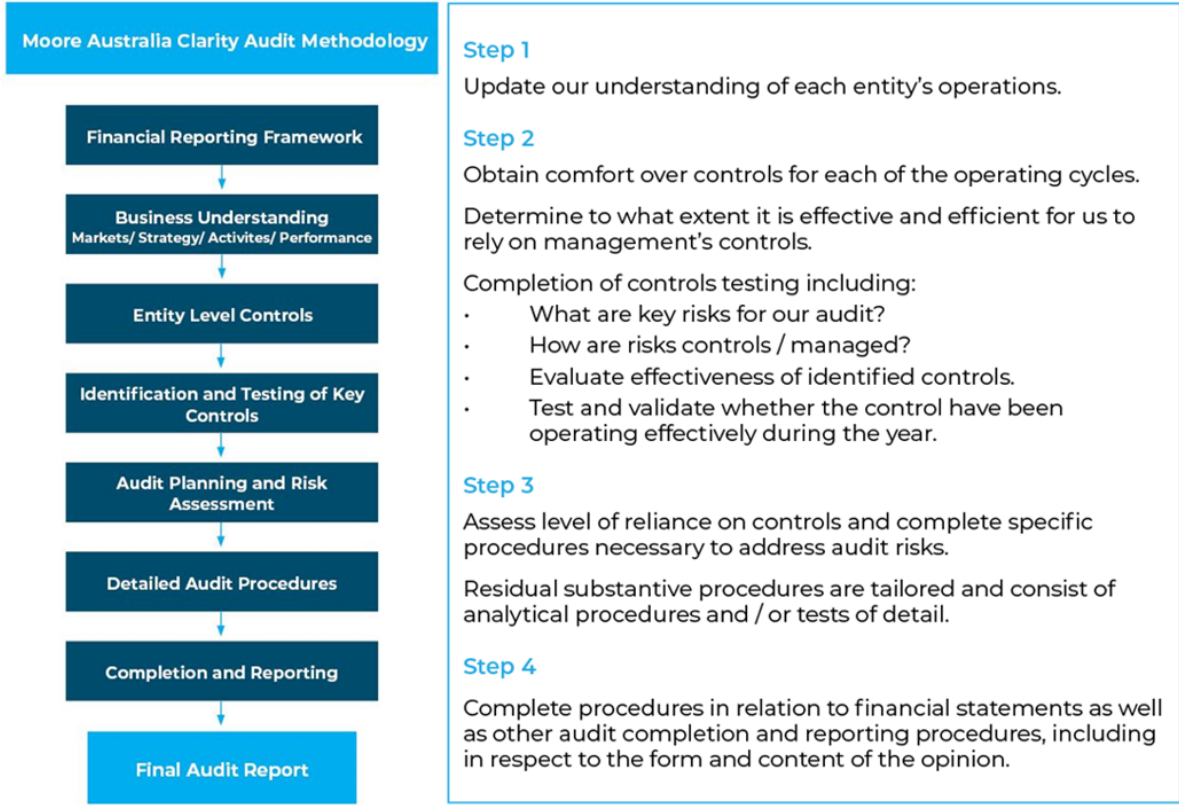 Moore Australia Clarity Audit Methodology
Financial Reporting Framework
Business Understanding
Markets/ Strategy/ Activites/ Performance
Entity Level Controls
Identification and Testing of Key
Controls
Audit Planning and Risk
Assessment
Detailed Audit Procedures
Completion and Reporting
Final Audit Report
Step 1
Update our understanding of each entity's operations.
Step 2
Obtain comfort over controls for each of the operating cycles.
Determine to what extent it is effective and efficient for us to
rely on management's controls.
Completion of controls testing including:
· What are key risks for our audit?
· How are risks controls / managed?
· Evaluate effectiveness of identified controls.
· Test and validate whether the control have been
operating effectively during the year.
Step 3
Assess level of reliance on controls and complete specific
procedures necessary to address audit risks.
Residual substantive procedures are tailored and consist of
analytical procedures and / or tests of detail.
Step 4
Complete procedures in relation to financial statements as well
as other audit completion and reporting procedures, including
in respect to the form and content of the opinion.